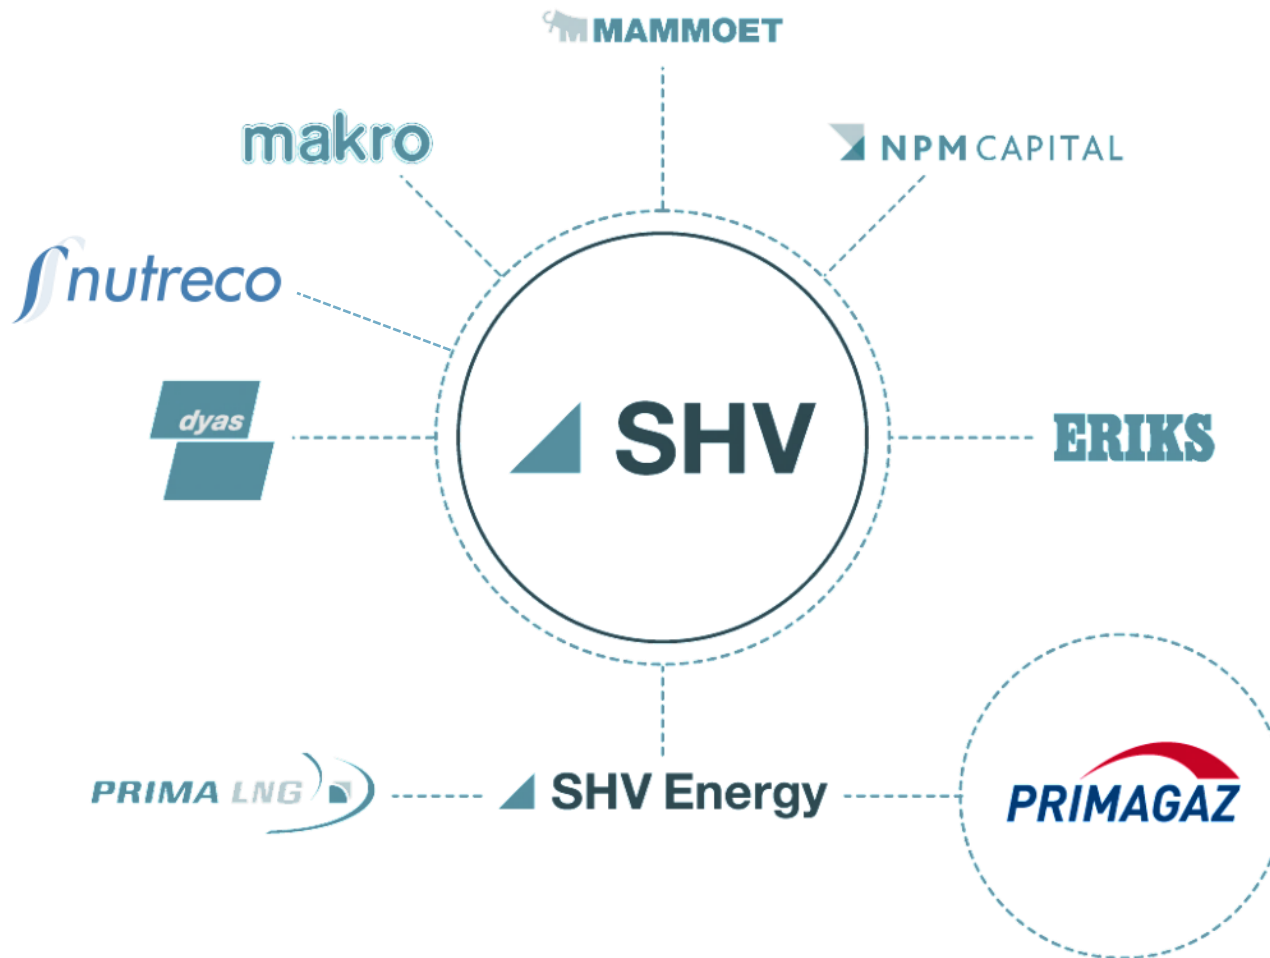 MAMMOET
makro
NPM CAPITAL
nutreco
dyas
SHV
ERIKS
PRIMA LNG
SHV Energy
PRIMAGAZ